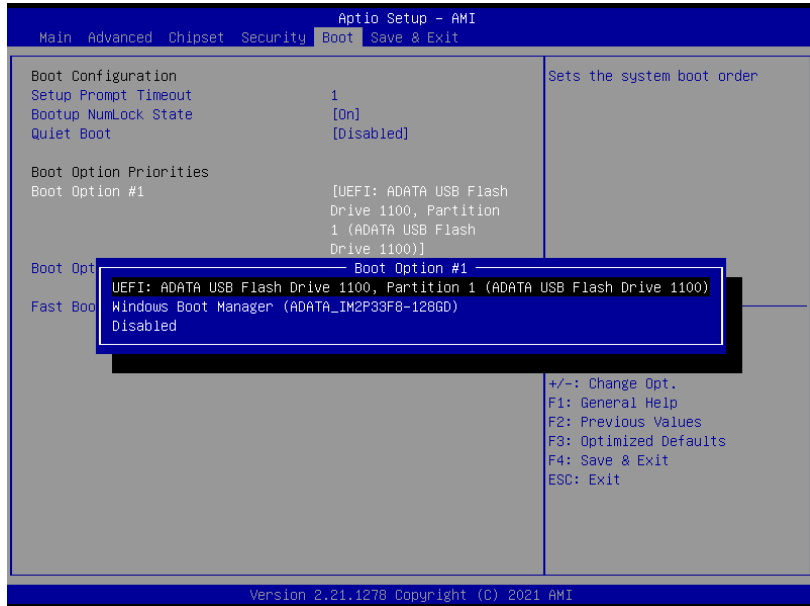 Aptio Setup – AMI
Main Advanced Chipset Security Boot Save & Exit
Boot Configuration
Setup Prompt Timeout 1
Bootup NumLock State [On]
Quiet Boot [Disabled]
Boot Option Priorities
Boot Option #1 [UEFI: ADATA USB Flash
Drive 1100, Partition
1 (ADATA USB Flash
Drive 1100)]
Boot Opt
Fast Boo
Boot Option #1
UEFI: ADATA USB Flash Drive 1100, Partition 1 (ADATA USB Flash Drive 1100)
Windows Boot Manager (ADATA_IM2P33F8-128GD)
Disabled
Sets the system boot order
+/-: Change Opt.
F1: General Help
F2: Previous Values
F3: Optimized Defaults
F4: Save & Exit
ESC: Exit
Version 2.21.1278 Copyright (C) 2021 AMI